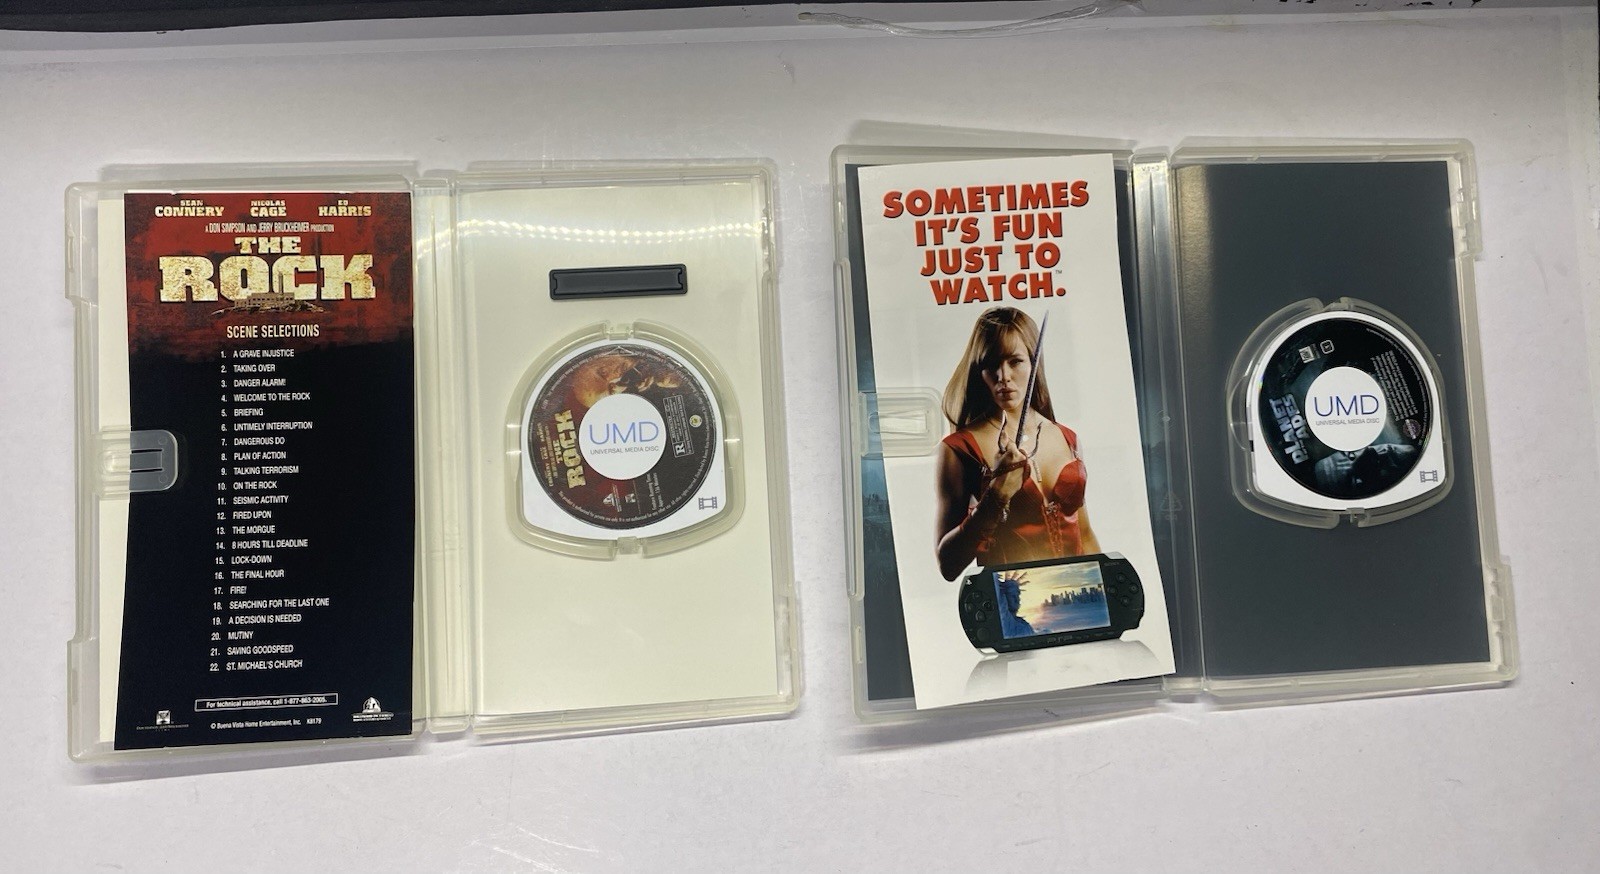 SEAN CONNERY NICOLAS CAGE ED HARRIS
A DON SIMPSON AND JERRY BRUCKHEIMER PRODUCTION
THE
ROCK
SCENE SELECTIONS
1. A GRAVE INJUSTICE
2. TAKING OVER
3. DANGER ALARM!
4. WELCOME TO THE ROCK
5. BRIEFING
6. UNTIMELY INTERRUPTION
7. DANGEROUS DO
8. PLAN OF ACTION
9. TALKING TERRORISM
10. ON THE ROCK
11. SEISMIC ACTIVITY
12. FIRED UPON
13. THE MORGUE
14. 8 HOURS TILL DEADLINE
15. LOCK-DOWN
16. THE FINAL HOUR
17. FIRE!
18. SEARCHING FOR THE LAST ONE
19. A DECISION IS NEEDED
20. MUTINY
21. SAVING GOODSPEED
22. ST. MICHAEL'S CHURCH
For technical assistance, call 1-877-863-2005.
© Buena Vista Home Entertainment, Inc. K8179
THE
ROCK
UMD
UNIVERSAL MEDIA DISC
R
SOMETIMES
IT'S FUN
JUST TO
WATCH.™
SONY
PLANET
OF THE APES
UMD
UNIVERSAL MEDIA DISC